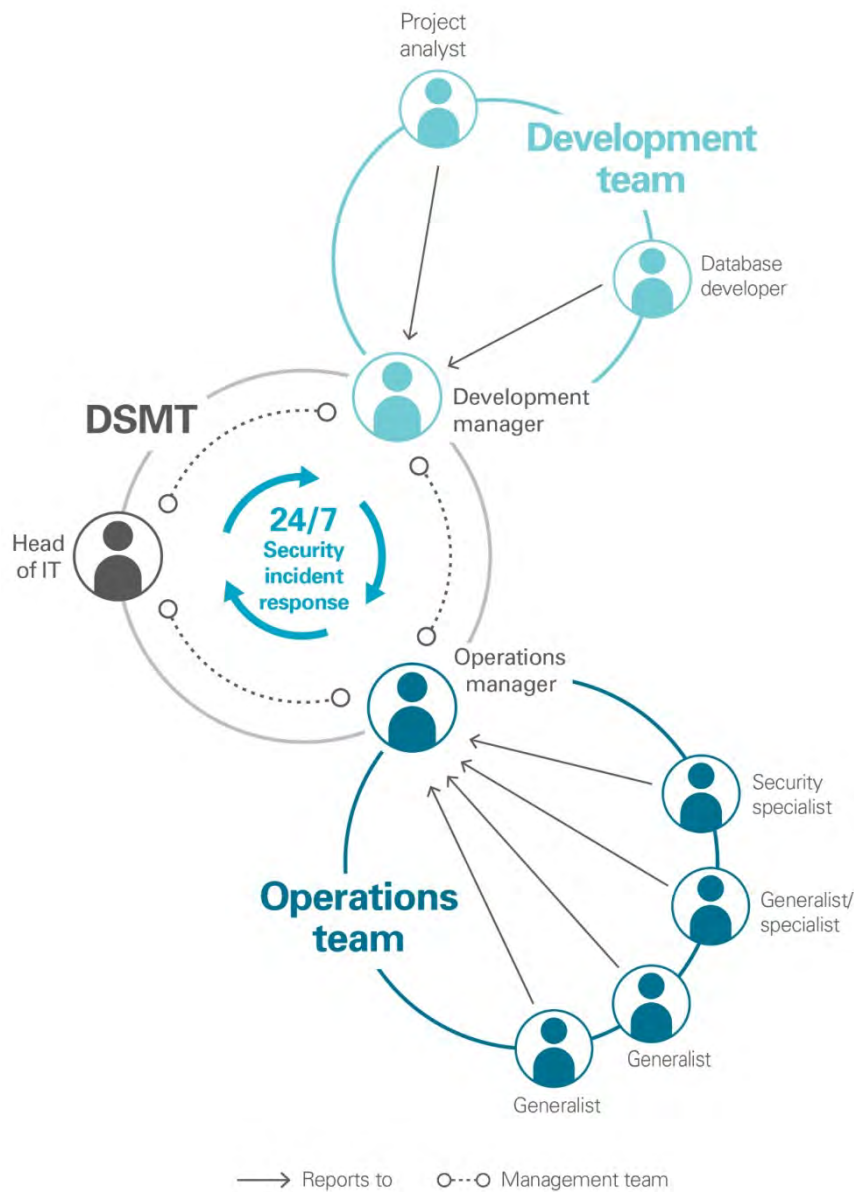 Project
analyst
Development
team
Database
developer
Development
manager
DSMT
24/7
Security
incident
response
Head
of IT
Operations
manager
Security
specialist
Operations
team
Generalist/
specialist
Generalist
Generalist
Reports to
Management team